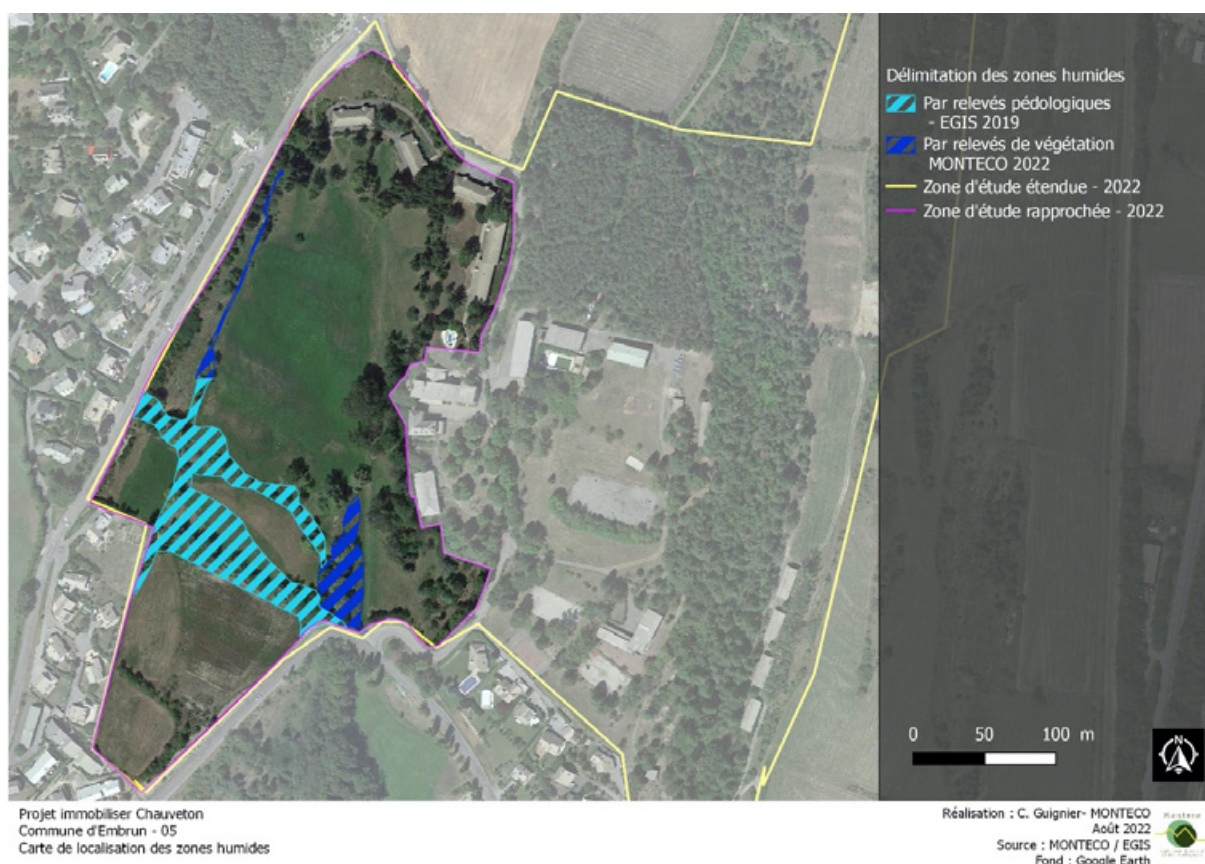 Délimitation des zones humides
Par relevés pédologiques
- EGIS 2019
Par relevés de végétation
MONTECO 2022
Zone d'étude étendue - 2022
Zone d'étude rapprochée - 2022
0 50 100 m
N
Projet immobiliser Chauveton
Commune d'Embrun - 05
Carte de localisation des zones humides
Réalisation : C. Guignier- MONTECO
Août 2022
Source : MONTECO / EGIS
Fond : Google Earth
Monteco